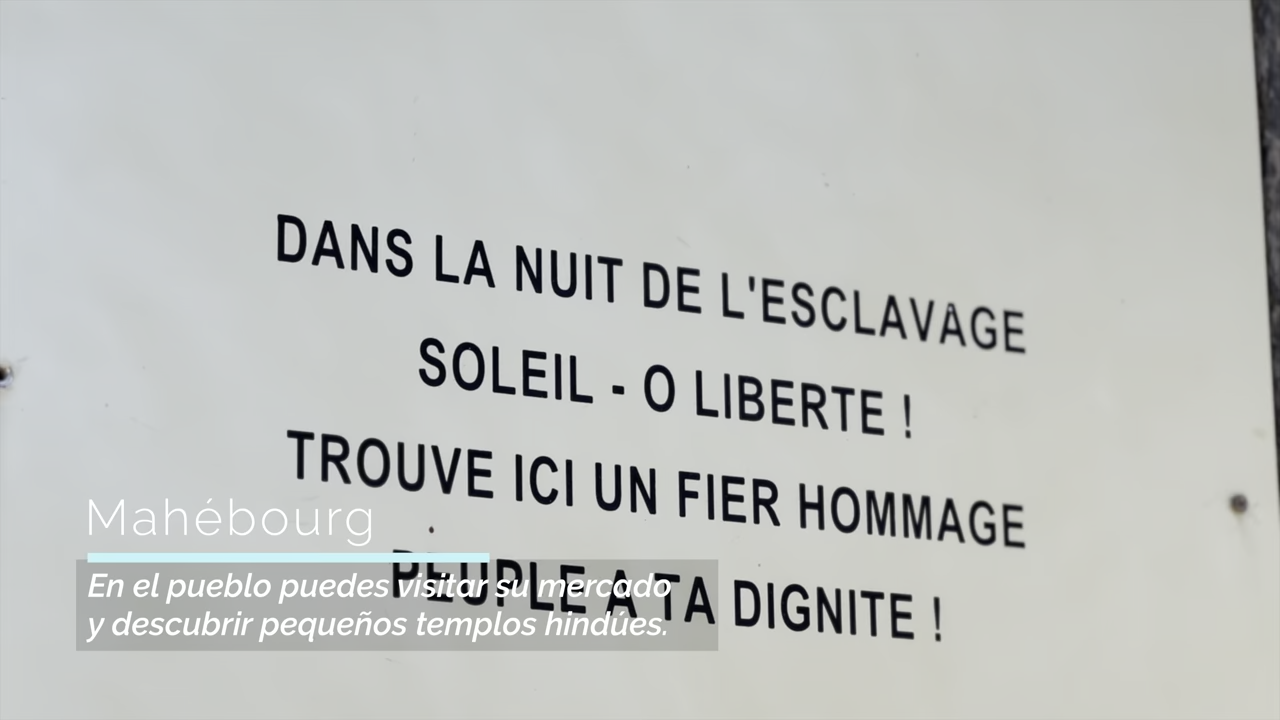 DANS LA NUIT DE L'ESCLAVAGE
SOLEIL - O LIBERTE !
TROUVE ICI UN FIER HOMMAGE
PEUPLE A TA DIGNITE !
Mahébourg
En el pueblo puedes visitar su mercado
y descubrir pequeños templos hindúes.